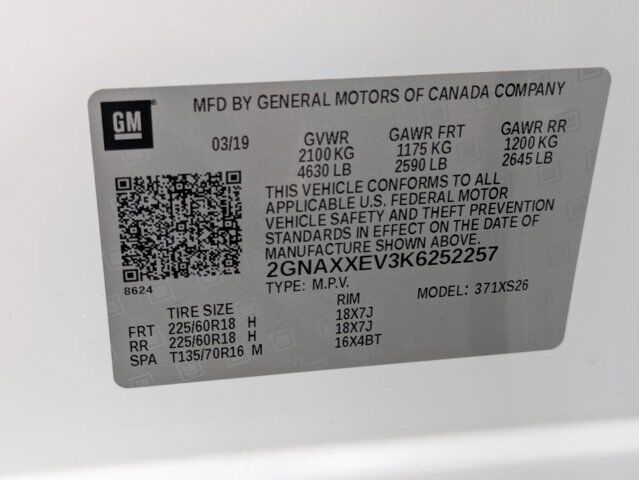 GM
MFD BY GENERAL MOTORS OF CANADA COMPANY
03/19 GVWR GAWR FRT GAWR RR
2100 KG 1175 KG 1200 KG
4630 LB 2590 LB 2645 LB
THIS VEHICLE CONFORMS TO ALL
APPLICABLE U.S. FEDERAL MOTOR
VEHICLE SAFETY AND THEFT PREVENTION
STANDARDS IN EFFECT ON THE DATE OF
MANUFACTURE SHOWN ABOVE.
2GNAXXEV3K6252257
8624
TYPE: M.P.V. MODEL: 371XS26
TIRE SIZE RIM
FRT 225/60R18 H 18X7J
RR 225/60R18 H 18X7J
SPA T135/70R16 M 16X4BT